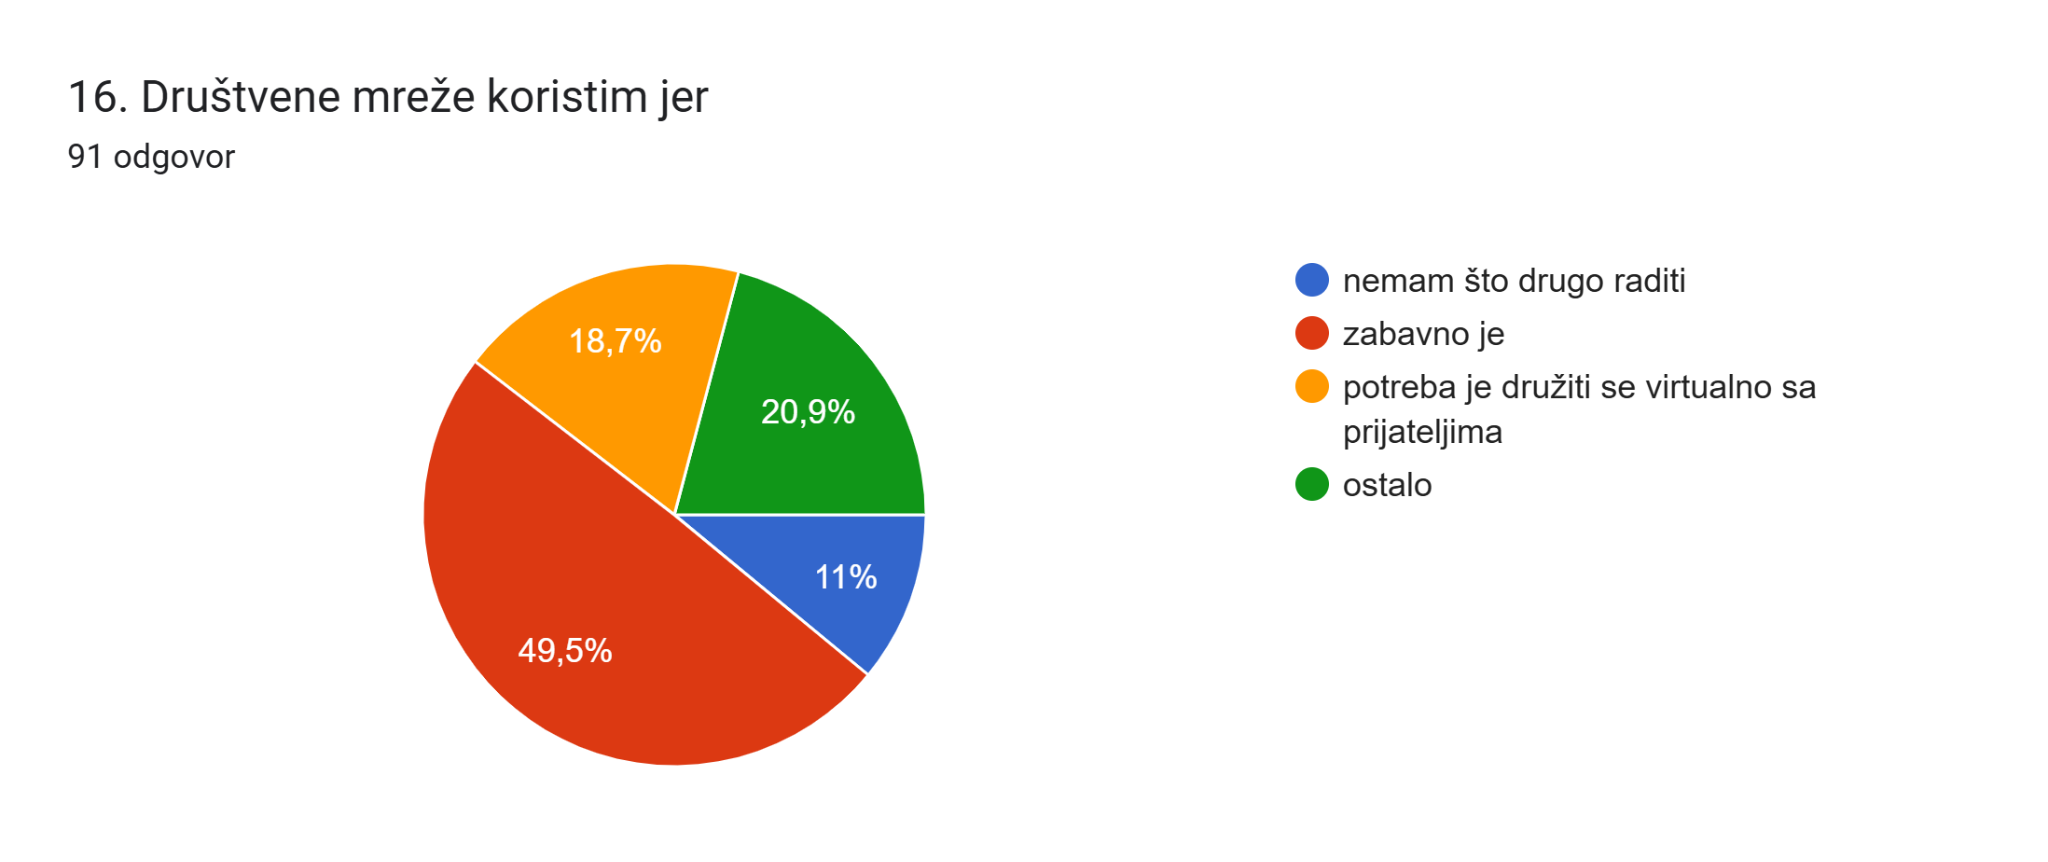 16. Društvene mreže koristim jer
91 odgovor
18,7%
20,9%
11%
49,5%
nemam što drugo raditi
zabavno je
potreba je družiti se virtualno sa
prijateljima
ostalo